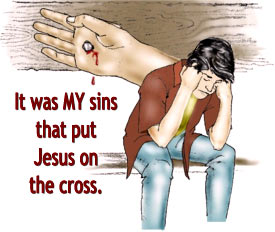 It was MY sins
that put
Jesus on
the cross.